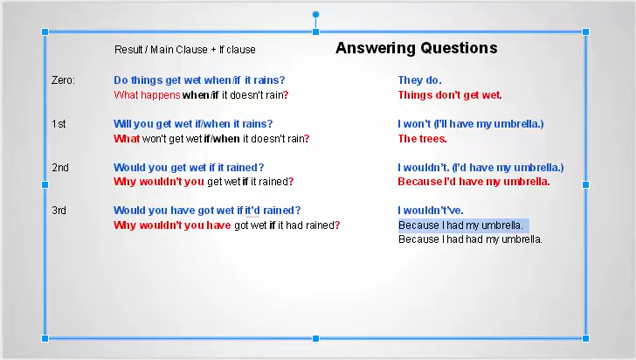 Result / Main Clause + If clause Answering Questions
Zero: Do things get wet when/if it rains? They do.
What happens when/if it doesn't rain? Things don't get wet.
1st Will you get wet if/when it rains? I won't (I'll have my umbrella.)
What won't get wet if/when it doesn't rain? The trees.
2nd Would you get wet if it rained? I wouldn't. (I'd have my umbrella.)
Why wouldn't you get wet if it rained? Because I'd have my umbrella.
3rd Would you have got wet if it'd rained? I wouldn't've.
Why wouldn't you have got wet if it had rained? Because I had my umbrella.
Because I had had my umbrella.